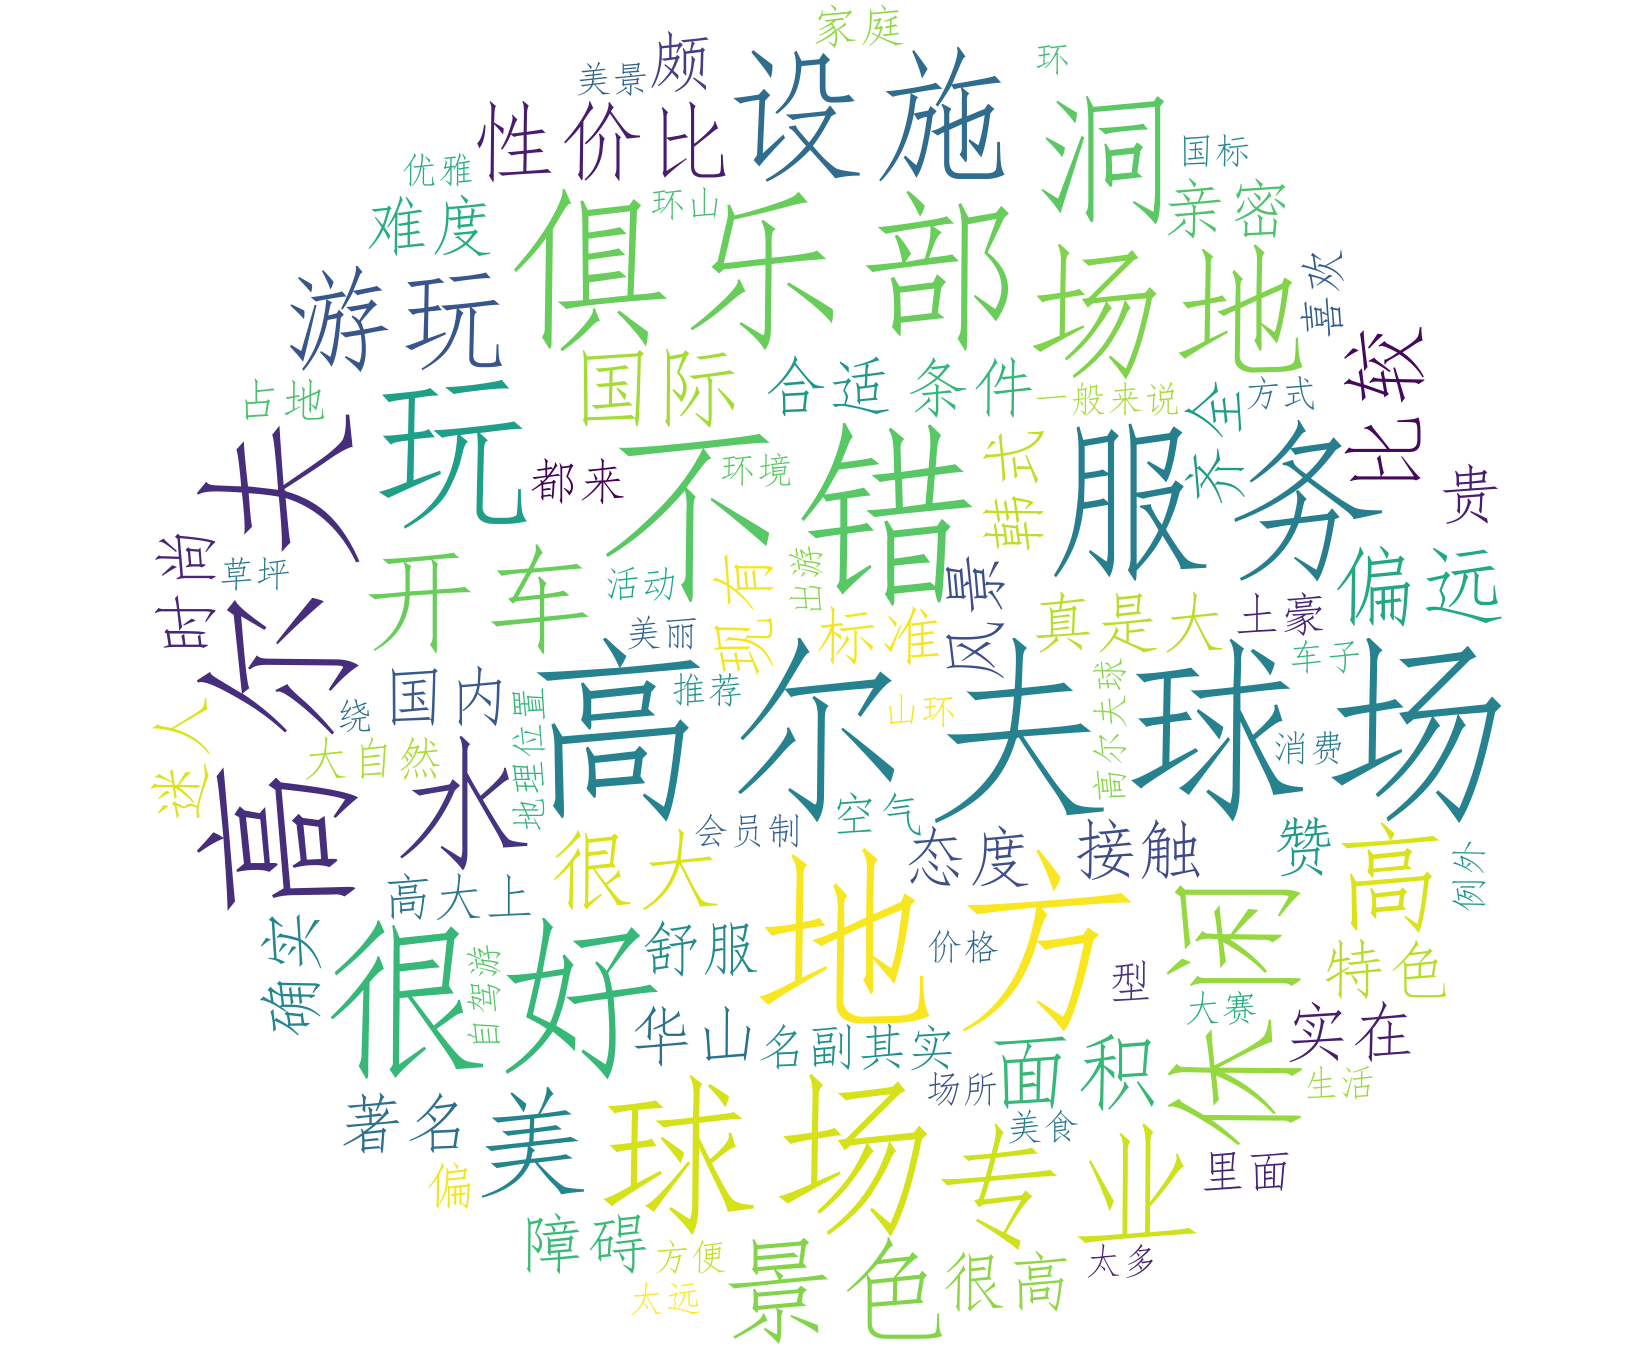 家庭
颇
美景
环
设施
性价比
洞
国标
优雅
亲密
难度
环山
俱乐部
场地
喜欢
游玩
国际
合适
条件
一般来说
方式
齐全
比较
占地
玩
不错
环境
都来
韩式
服务
贵
高尔夫
时尚
草坪
开车
活动
现有
出游
风景
真是大
土豪
偏远
美丽
标准
车子
国内
绕
推荐
高尔夫球场
山环
高尔夫球
消费
迷人
大自然
水
地理位置
空气
会员制
很大
态度
接触
赞
高
例外
高大上
地方
休闲
确实
很好
自驾游
舒服
价格
型
特色
大赛
实在
华山
名副其实
面积
场所
生活
著名
美
球场
美食
专业
里面
偏
障碍
方便
景色
很高
太多
太远